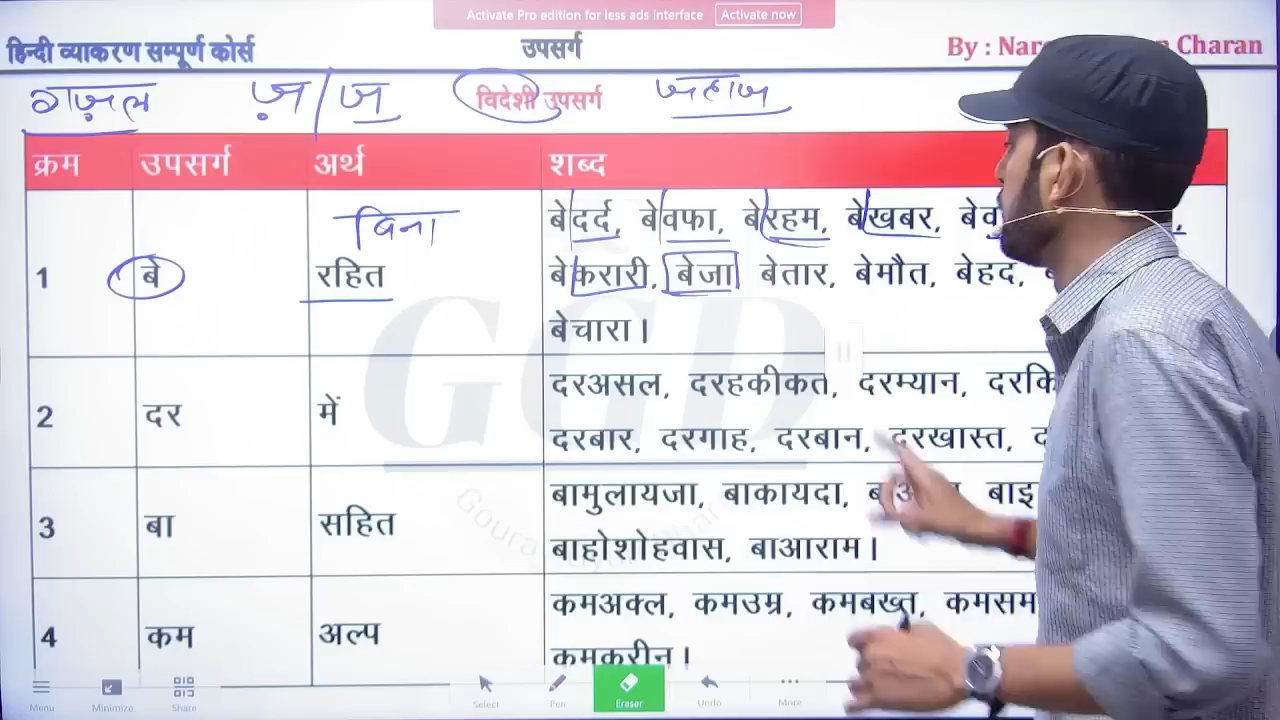 Activate Pro edition for less ads interface Activate now
हिन्दी व्याकरण सम्पूर्ण कोर्स उपसर्ग By : Charan
गज़ल ज़/ज विदेशी उपसर्ग जहाज
क्रम उपसर्ग अर्थ शब्द
बिना
बेदर्द, बेवफा, बेरहम, बेखबर,
1 बे रहित बेकरारी, बेजा बेतार, बेमौत, बेहद,
बेचारा।
2 दर में दरअसल, दरहकीकत, दरम्यान,
दरबार, दरगाह, दरबान, दरखास्त,
3 बा सहित बामुलायजा, बाकायदा,
बाहोशोहवास, बाआराम।
4 कम अल्प कमअक्ल, कमउम्र, कमबख्त,
कमकरीन।
GGD
Menu Minimize Share Select Pen Eraser Undo More